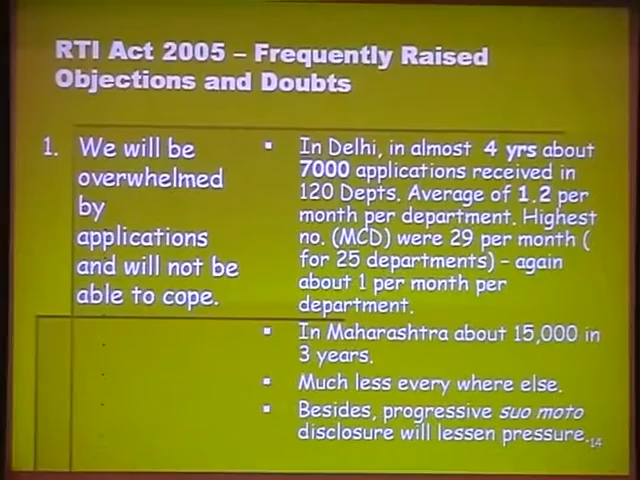 RTI Act 2005 – Frequently Raised
Objections and Doubts
1. We will be
overwhelmed
by
applications
and will not be
able to cope.
▪ In Delhi, in almost 4 yrs about
7000 applications received in
120 Depts. Average of 1.2 per
month per department. Highest
no. (MCD) were 29 per month (
for 25 departments) – again
about 1 per month per
department.
▪ In Maharashtra about 15,000 in
3 years.
▪ Much less every where else.
▪ Besides, progressive suo moto
disclosure will lessen pressure.
14